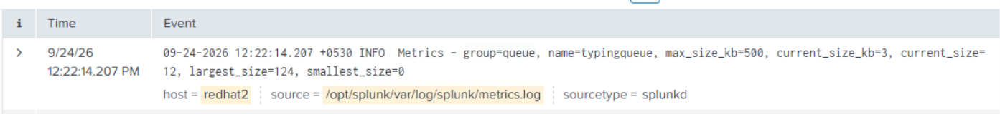 i Time Event
> 9/24/26 09-24-2026 12:22:14.207 +0530 INFO Metrics - group=queue, name=typingqueue, max_size_kb=500, current_size_kb=3, current_size=
12:22:14.207 PM 12, largest_size=124, smallest_size=0
host = redhat2 source = /opt/splunk/var/log/splunk/metrics.log sourcetype = splunkd